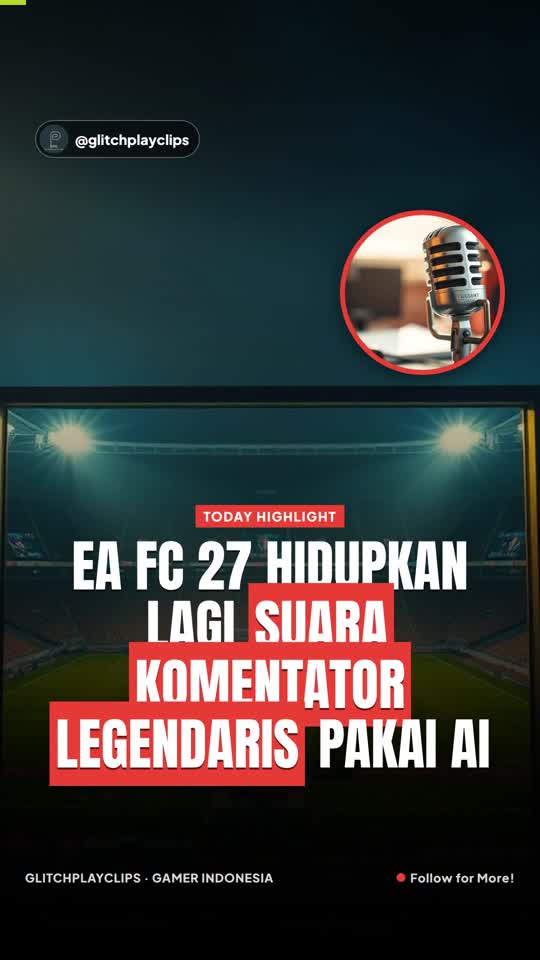 @glitchplayclips
TODAY HIGHLIGHT
EA FC 27 HIDUPKAN
LAGI SUARA
KOMENTATOR
LEGENDARIS PAKAI AI
GLITCHPLAYCLIPS · GAMER INDONESIA
Follow for More!